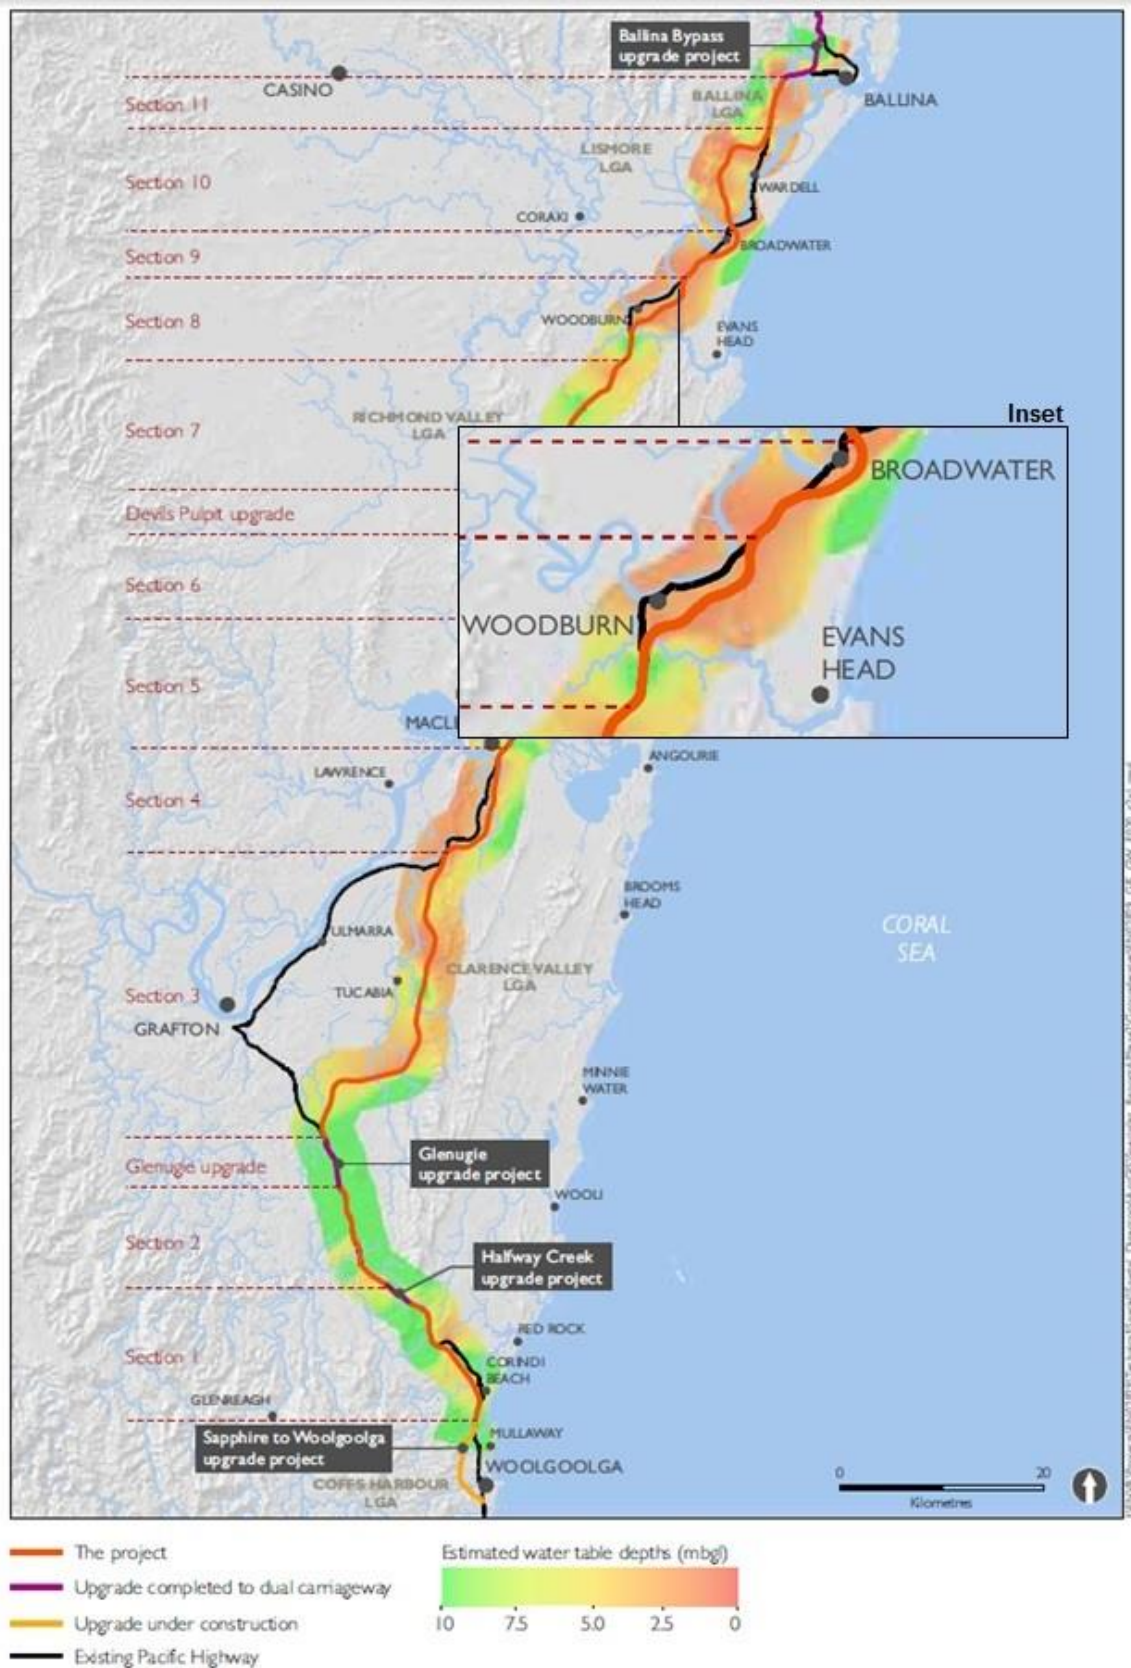 Ballina Bypass
upgrade project
CASINO
BALLINA
BALLINA
LGA
Section 11
LISMORE
LGA
Section 10
WARDELL
CORAKI
BROADWATER
Section 9
Section 8
WOODBURN
EVANS
HEAD
RICHMOND VALLEY
LGA
Section 7
Inset
BROADWATER
WOODBURN
EVANS
HEAD
Devils Pulpit upgrade
Section 6
Section 5
MACL
ANGOURIE
LAWRENCE
Section 4
BROOMS
HEAD
CORAL
SEA
ULMARRA
CLARENCE VALLEY
LGA
TUCABIA
Section 3
GRAFTON
MINNIE
WATER
Glenugie
upgrade project
Glenugie upgrade
WOOLI
Section 2
Halfway Creek
upgrade project
RED ROCK
Section 1
CORINDI
BEACH
GLENREAGH
Sapphire to Woolgoolga
upgrade project
MULLAWAY
WOOLGOOLGA
COFFS HARBOUR
LGA
0 20
Kilometres
The project
Upgrade completed to dual carriageway
Upgrade under construction
Existing Pacific Highway
Estimated water table depths (mbgl)
10 7.5 5.0 2.5 0